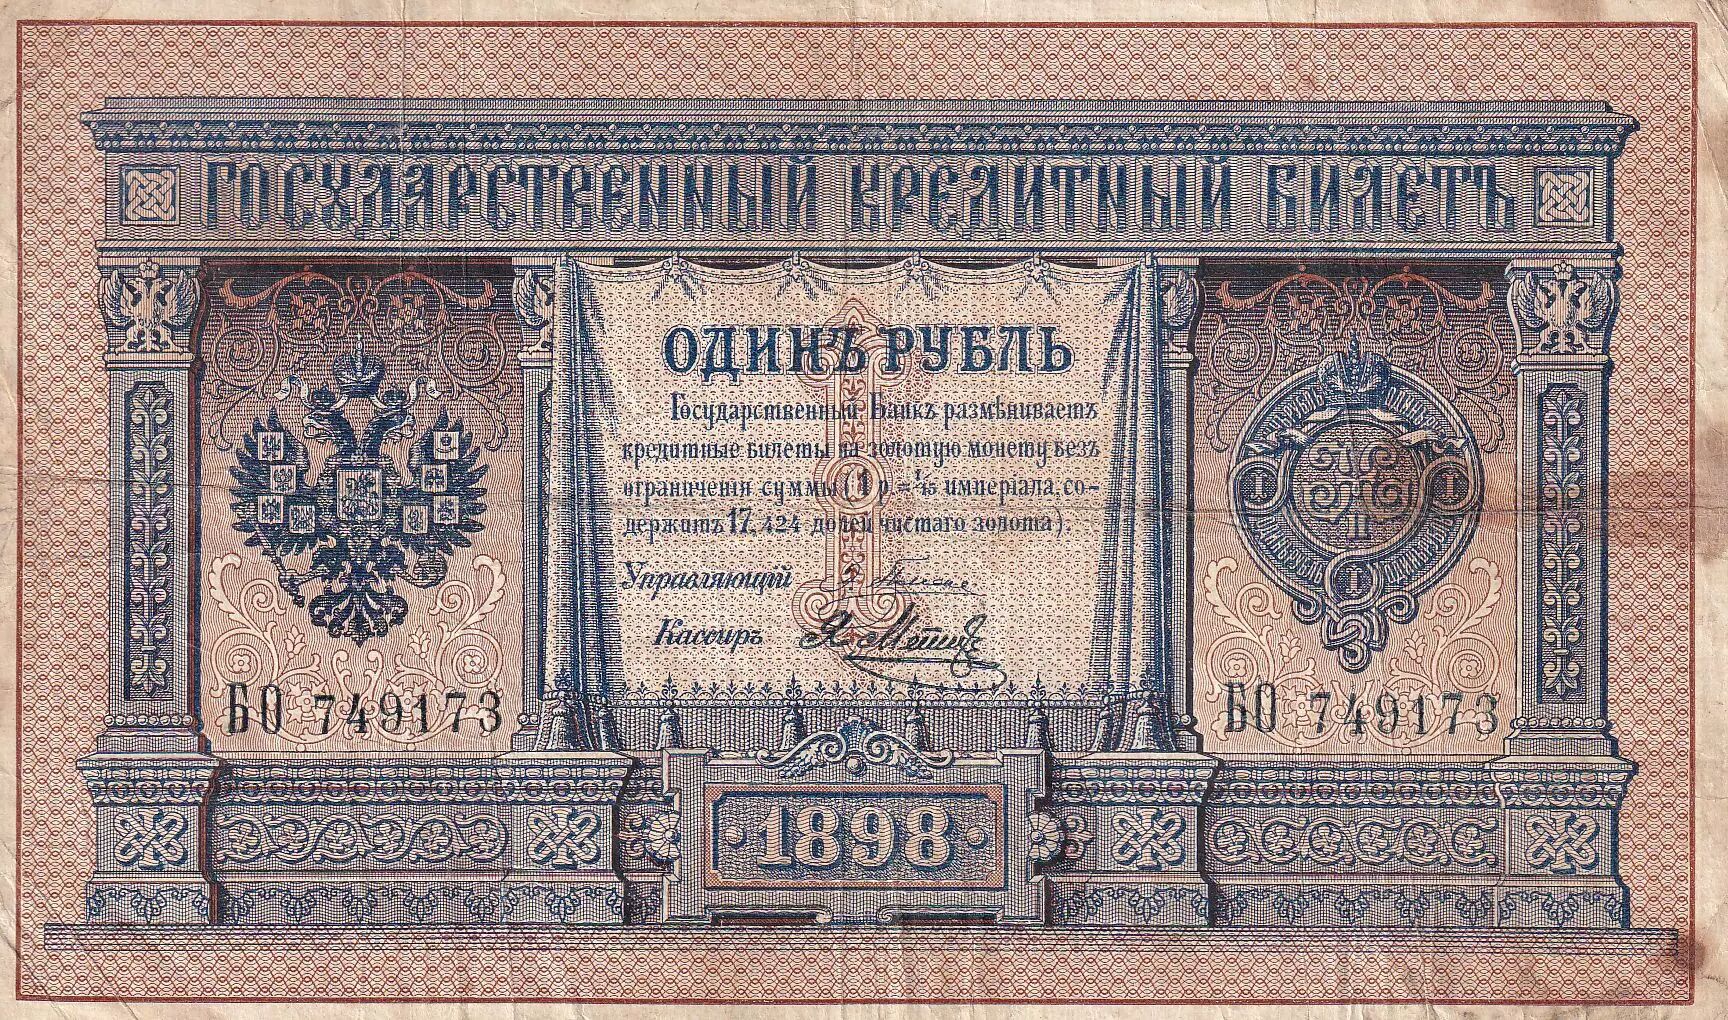 ГОСУДАРСТВЕННЫЙ КРЕДИТНЫЙ БИЛЕТЪ
ОДИНЪ РУБЛЬ
Государственный Банкъ размѣниваетъ
кредитные билеты на золотую монету безъ
ограниченія суммы (1 р. = 1/15 имперіала, со-
держитъ 17,424 долей чистаго золота).
Управляющій
Кассиръ
БО 749173
БО 749173
1898